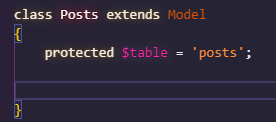 class Posts extends Model
{
    protected $table = 'posts';
}